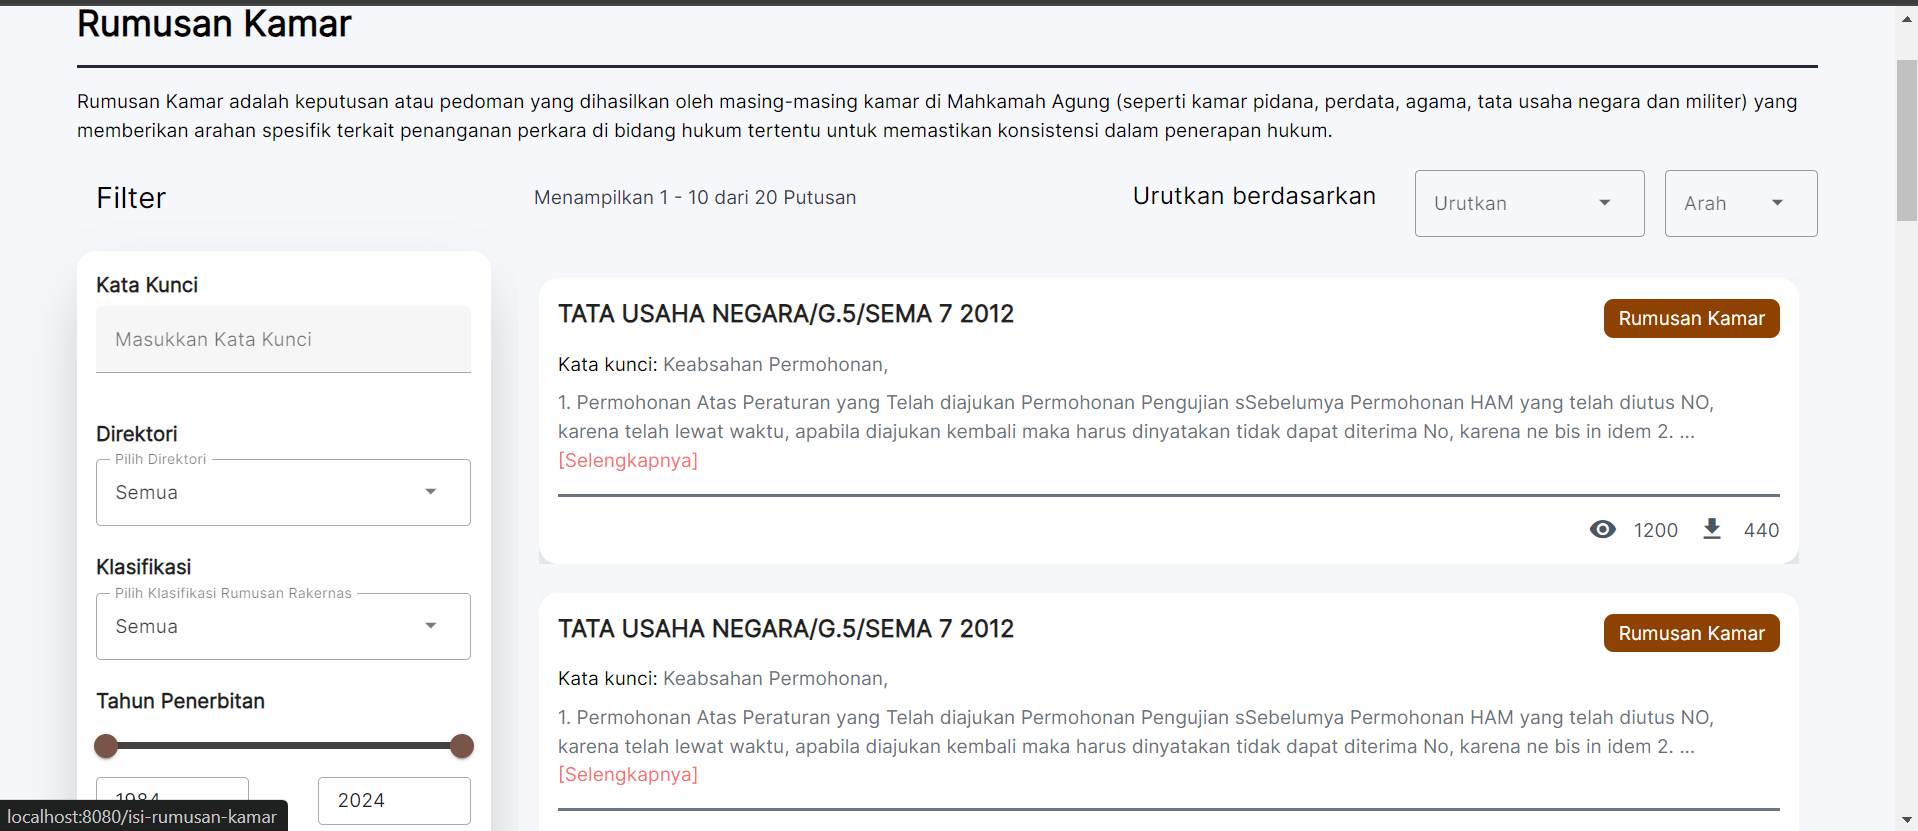 Rumusan Kamar
Rumusan Kamar adalah keputusan atau pedoman yang dihasilkan oleh masing-masing kamar di Mahkamah Agung (seperti kamar pidana, perdata, agama, tata usaha negara dan militer) yang
memberikan arahan spesifik terkait penanganan perkara di bidang hukum tertentu untuk memastikan konsistensi dalam penerapan hukum.
Filter
Menampilkan 1 - 10 dari 20 Putusan
Urutkan berdasarkan
Urutkan
Arah
Kata Kunci
Masukkan Kata Kunci
Direktori
Pilih Direktori
Semua
Klasifikasi
Pilih Klasifikasi Rumusan Rakernas
Semua
Tahun Penerbitan
1984
2024
TATA USAHA NEGARA/G.5/SEMA 7 2012
Rumusan Kamar
Kata kunci: Keabsahan Permohonan,
1. Permohonan Atas Peraturan yang Telah diajukan Permohonan Pengujian sSebelumya Permohonan HAM yang telah diutus NO,
karena telah lewat waktu, apabila diajukan kembali maka harus dinyatakan tidak dapat diterima No, karena ne bis in idem 2. ...
[Selengkapnya]
1200
440
TATA USAHA NEGARA/G.5/SEMA 7 2012
Rumusan Kamar
Kata kunci: Keabsahan Permohonan,
1. Permohonan Atas Peraturan yang Telah diajukan Permohonan Pengujian sSebelumya Permohonan HAM yang telah diutus NO,
karena telah lewat waktu, apabila diajukan kembali maka harus dinyatakan tidak dapat diterima No, karena ne bis in idem 2. ...
[Selengkapnya]
localhost:8080/isi-rumusan-kamar